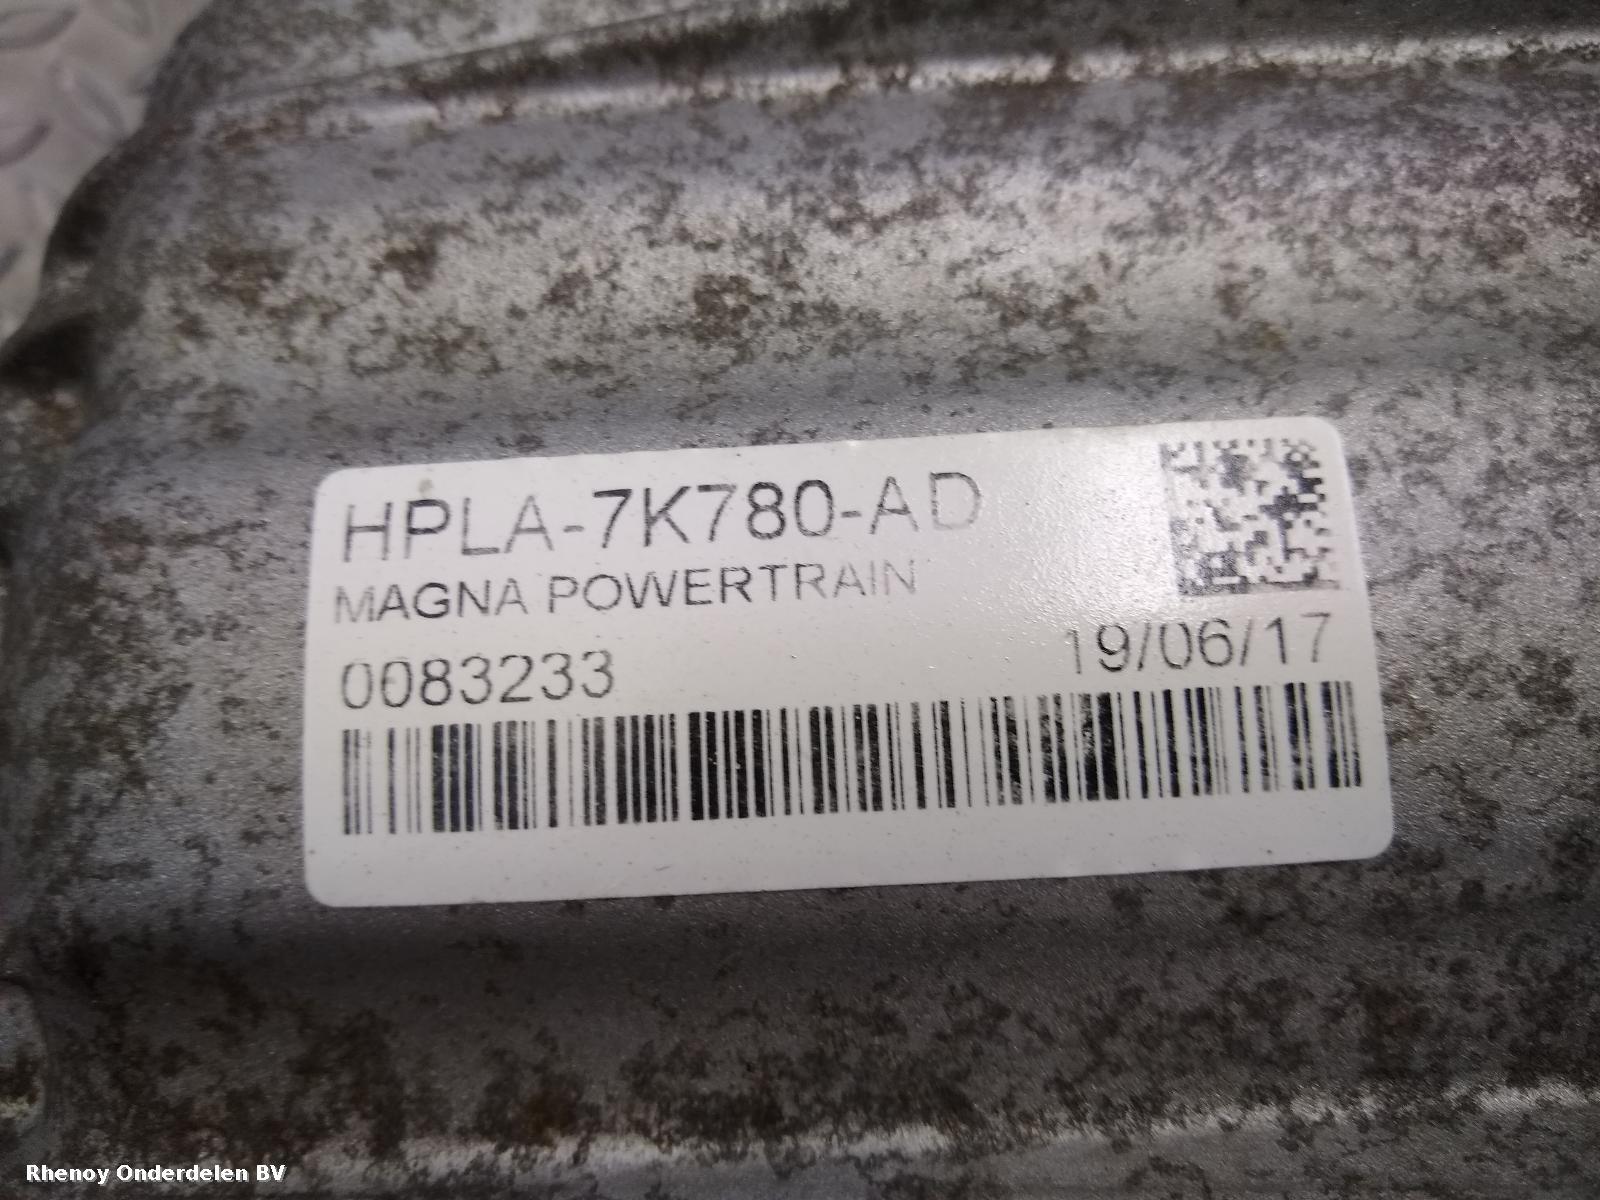 HPLA-7K780-AD
MAGNA POWERTRAIN
0083233 19/06/17
Rhenoy Onderdelen BV